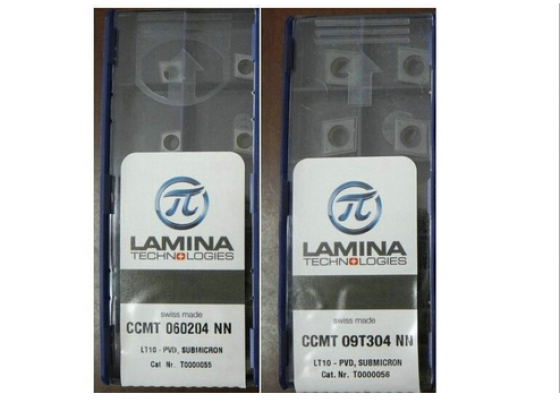 π
LAMINA
TECHNOLOGIES
swiss made
CCMT 060204 NN
LT10 - PVD, SUBMICRON
Cat. Nr. T0000055
π
LAMINA
TECHNOLOGIES
swiss made
CCMT 09T304 NN
LT10 - PVD, SUBMICRON
Cat. Nr. T0000056